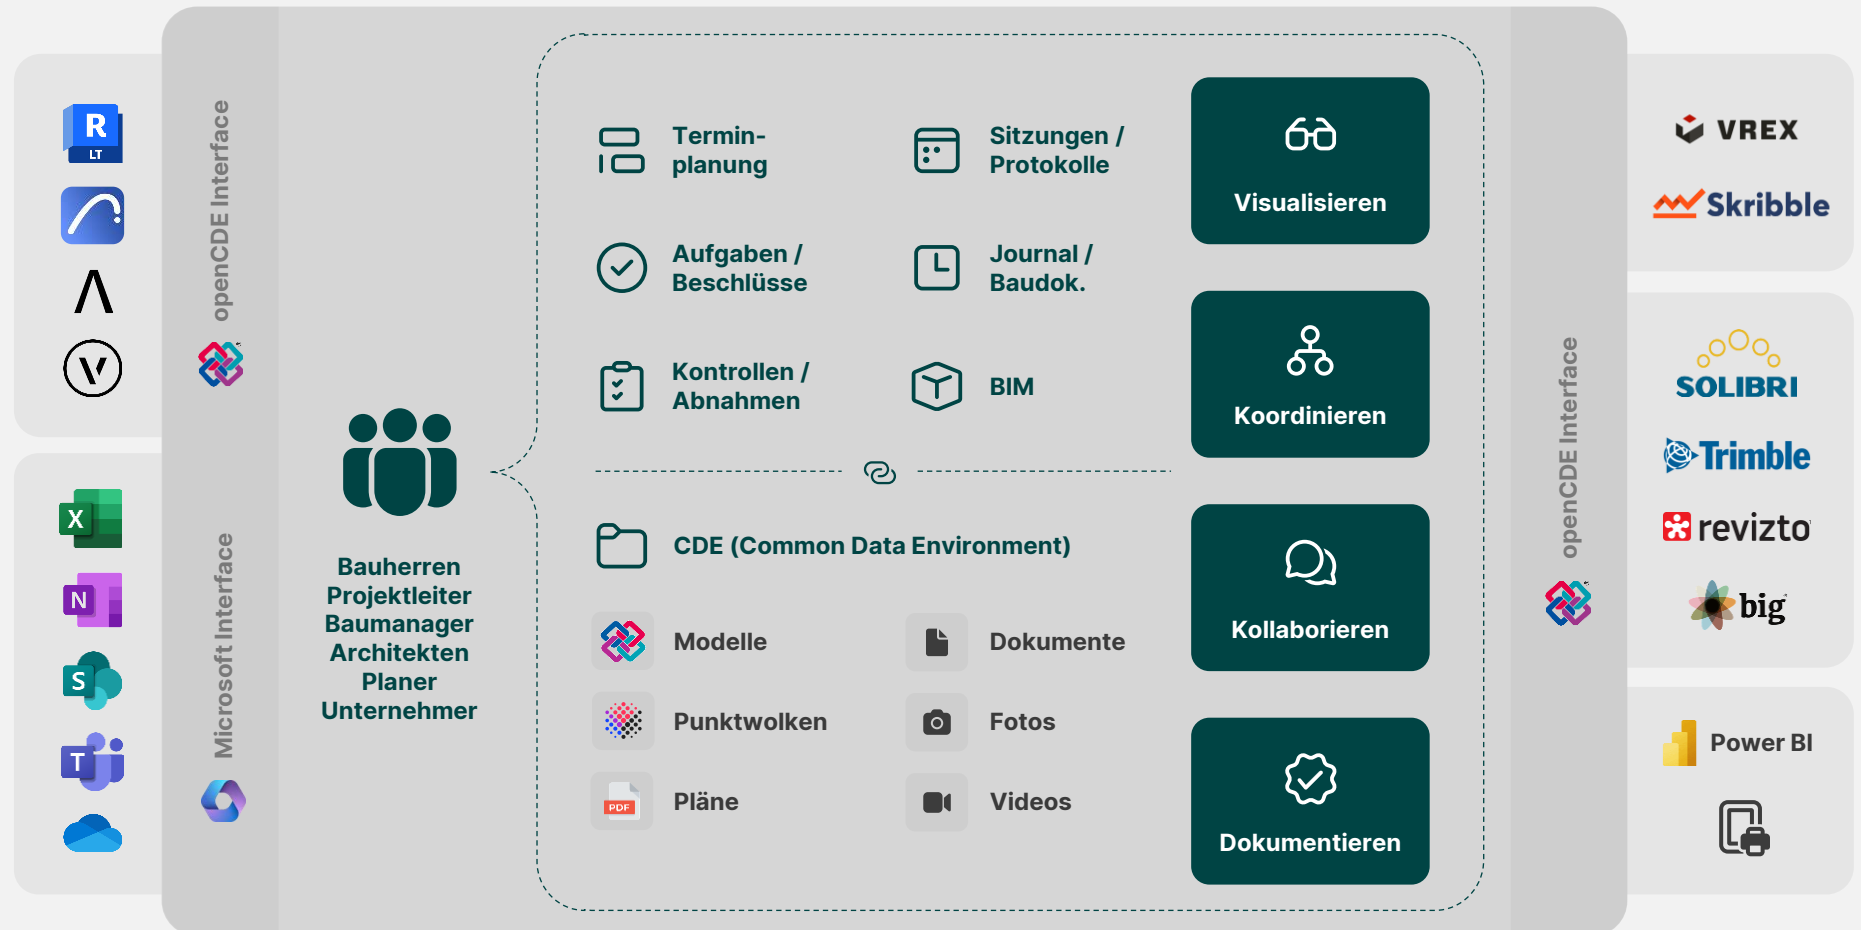 R
LT
X
N
S
T
openCDE Interface
Microsoft Interface
Bauherren
Projektleiter
Baumanager
Architekten
Planer
Unternehmer
Termin-
planung
Sitzungen /
Protokolle
Aufgaben /
Beschlüsse
Journal /
Baudok.
Kontrollen /
Abnahmen
BIM
CDE (Common Data Environment)
Modelle
Dokumente
Punktwolken
Fotos
PDF
Pläne
Videos
Visualisieren
Koordinieren
Kollaborieren
Dokumentieren
openCDE Interface
VREX
Skribble
SOLIBRI
Trimble
revizto
big
Power BI